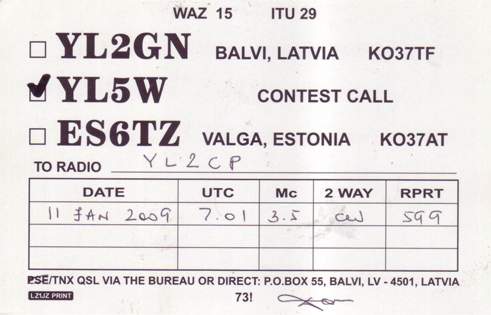 WAZ 15 ITU 29
YL2GN BALVI, LATVIA KO37TF
YL5W CONTEST CALL
ES6TZ VALGA, ESTONIA KO37AT
TO RADIO YL2CP
DATE UTC Mc 2 WAY RPRT
11 JAN 2009 7.01 3.5 cw 599
PSE/TNX QSL VIA THE BUREAU OR DIRECT: P.O.BOX 55, BALVI, LV - 4501, LATVIA
LZ1JZ PRINT 73!